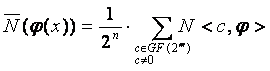 N̅(φ(x)) = 1/2ⁿ · ∑_{c∈GF(2ᵐ), c≠0} N <c,φ>